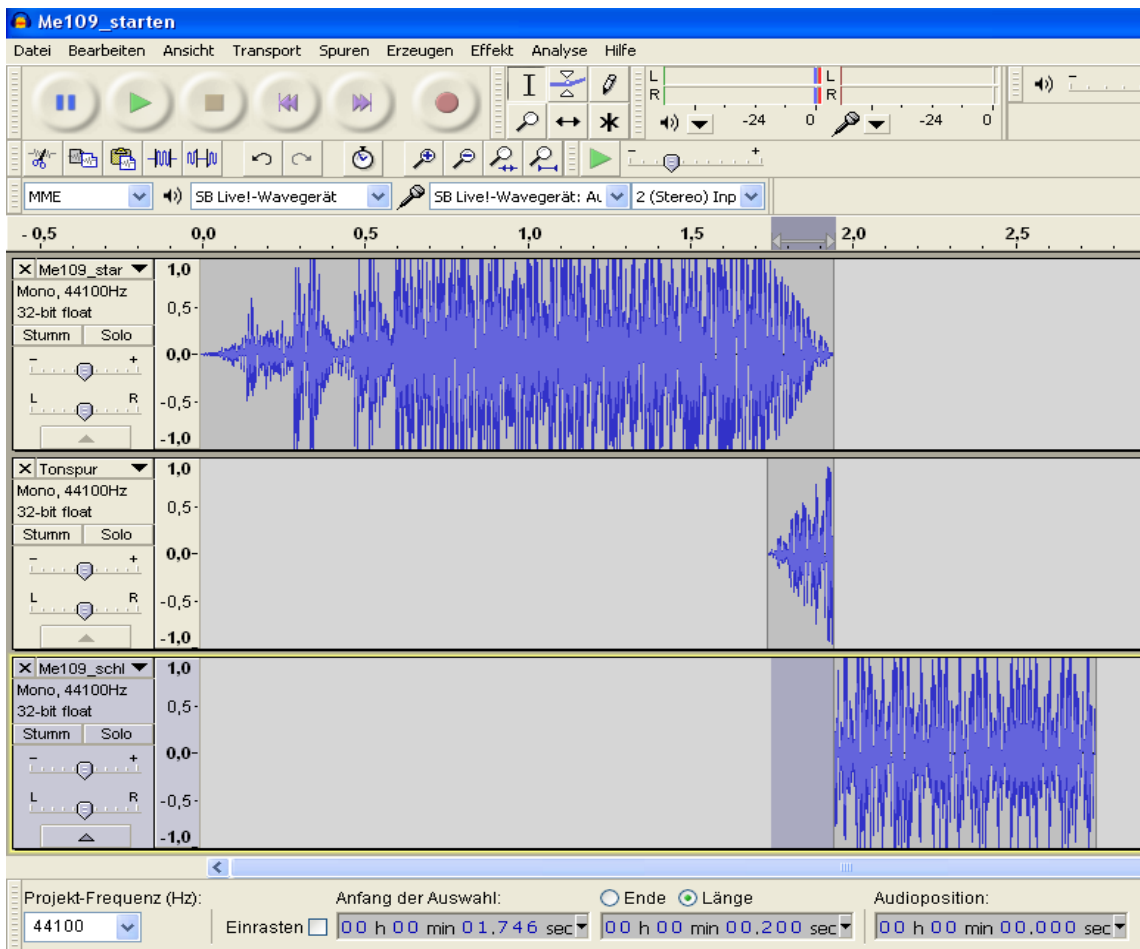 Me109_starten
Datei Bearbeiten Ansicht Transport Spuren Erzeugen Effekt Analyse Hilfe
L
R
-24 0
L
R
-24 0
- +
MME SB Live!-Wavegerät SB Live!-Wavegerät: Au 2 (Stereo) Inp
- 0,5 0,0 0,5 1,0 1,5 2,0 2,5
Me109_star
Mono, 44100Hz
32-bit float
Stumm Solo
- +
L R
1,0
0,5
0,0
-0,5
-1,0
Tonspur
Mono, 44100Hz
32-bit float
Stumm Solo
- +
L R
1,0
0,5
0,0
-0,5
-1,0
Me109_schl
Mono, 44100Hz
32-bit float
Stumm Solo
- +
L R
1,0
0,5
0,0
-0,5
-1,0
Projekt-Frequenz (Hz): Anfang der Auswahl: Ende Länge Audioposition:
44100 Einrasten 00 h 00 min 01,746 sec 00 h 00 min 00,200 sec 00 h 00 min 00,000 sec